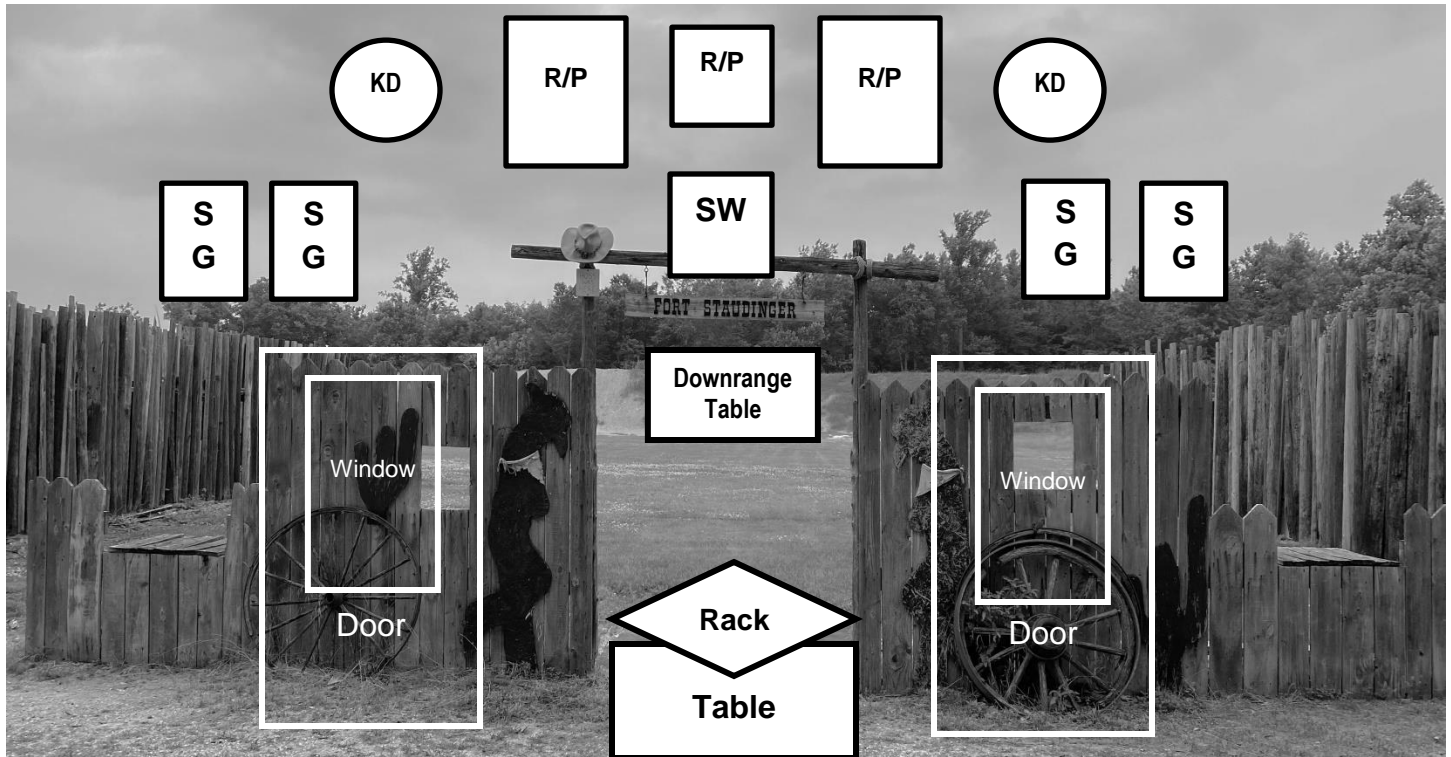 KD
R/P
R/P
R/P
KD
S
G
S
G
SW
S
G
S
G
FORT STAUDINGER
Downrange
Table
Window
Window
Door
Rack
Door
Table